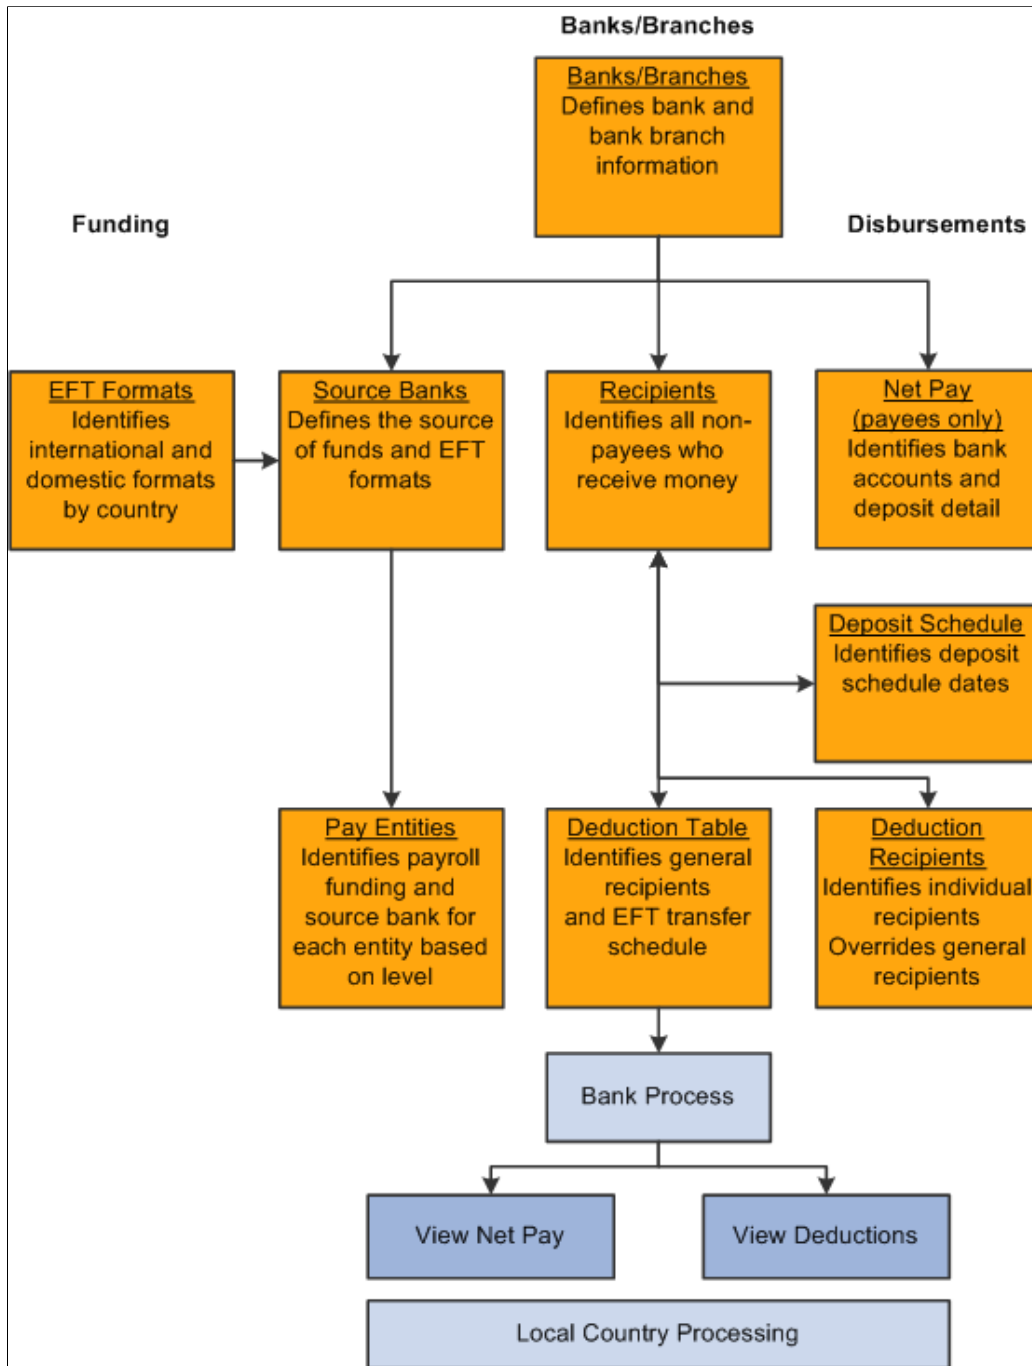 Banks/Branches
Banks/Branches
Defines bank and
bank branch
information
Funding
Disbursements
EFT Formats
Identifies
international and
domestic formats
by country
Source Banks
Defines the source
of funds and EFT
formats
Recipients
Identifies all non-
payees who
receive money
Net Pay
(payees only)
Identifies bank
accounts and
deposit detail
Deposit Schedule
Identifies deposit
schedule dates
Pay Entities
Identifies payroll
funding and
source bank for
each entity based
on level
Deduction Table
Identifies general
recipients
and EFT transfer
schedule
Deduction
Recipients
Identifies individual
recipients
Overrides general
recipients
Bank Process
View Net Pay
View Deductions
Local Country Processing